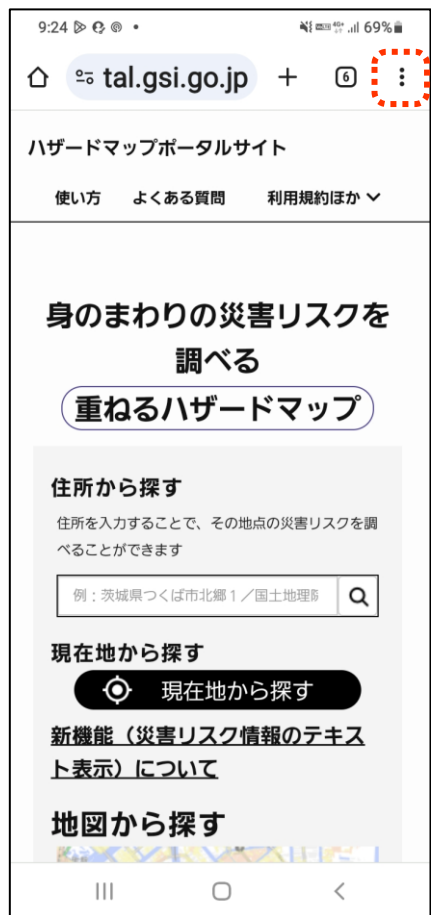 9:24
69%
tal.gsi.go.jp
6
ハザードマップポータルサイト
使い方 よくある質問 利用規約ほか
身のまわりの災害リスクを
調べる
重ねるハザードマップ
住所から探す
住所を入力することで、その地点の災害リスクを調
べることができます
例：茨城県つくば市北郷１／国土地理
現在地から探す
現在地から探す
新機能（災害リスク情報のテキス
ト表示）について
地図から探す